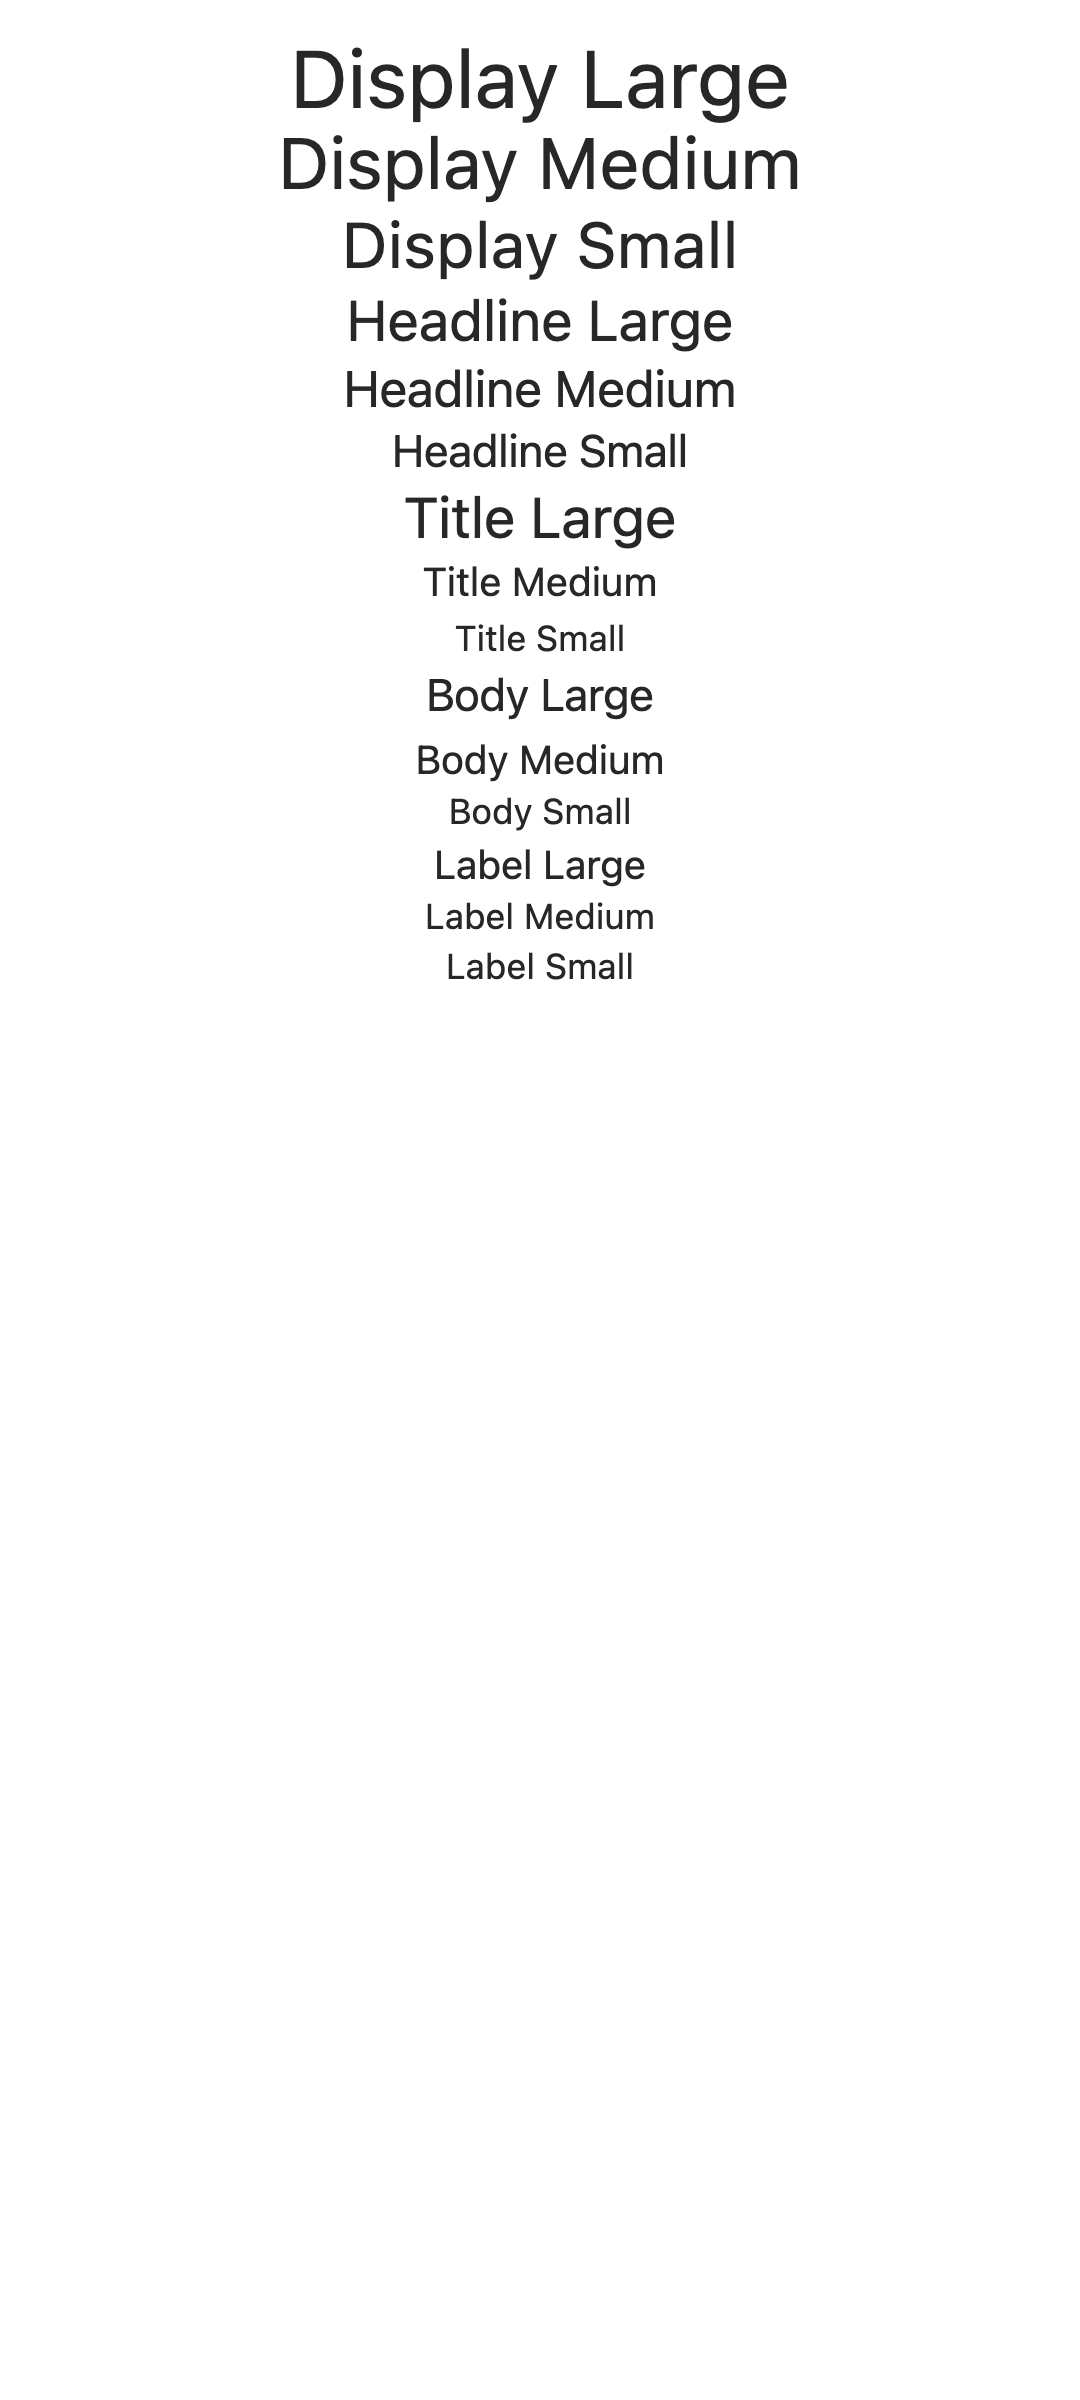 Display Large
Display Medium
Display Small
Headline Large
Headline Medium
Headline Small
Title Large
Title Medium
Title Small
Body Large
Body Medium
Body Small
Label Large
Label Medium
Label Small